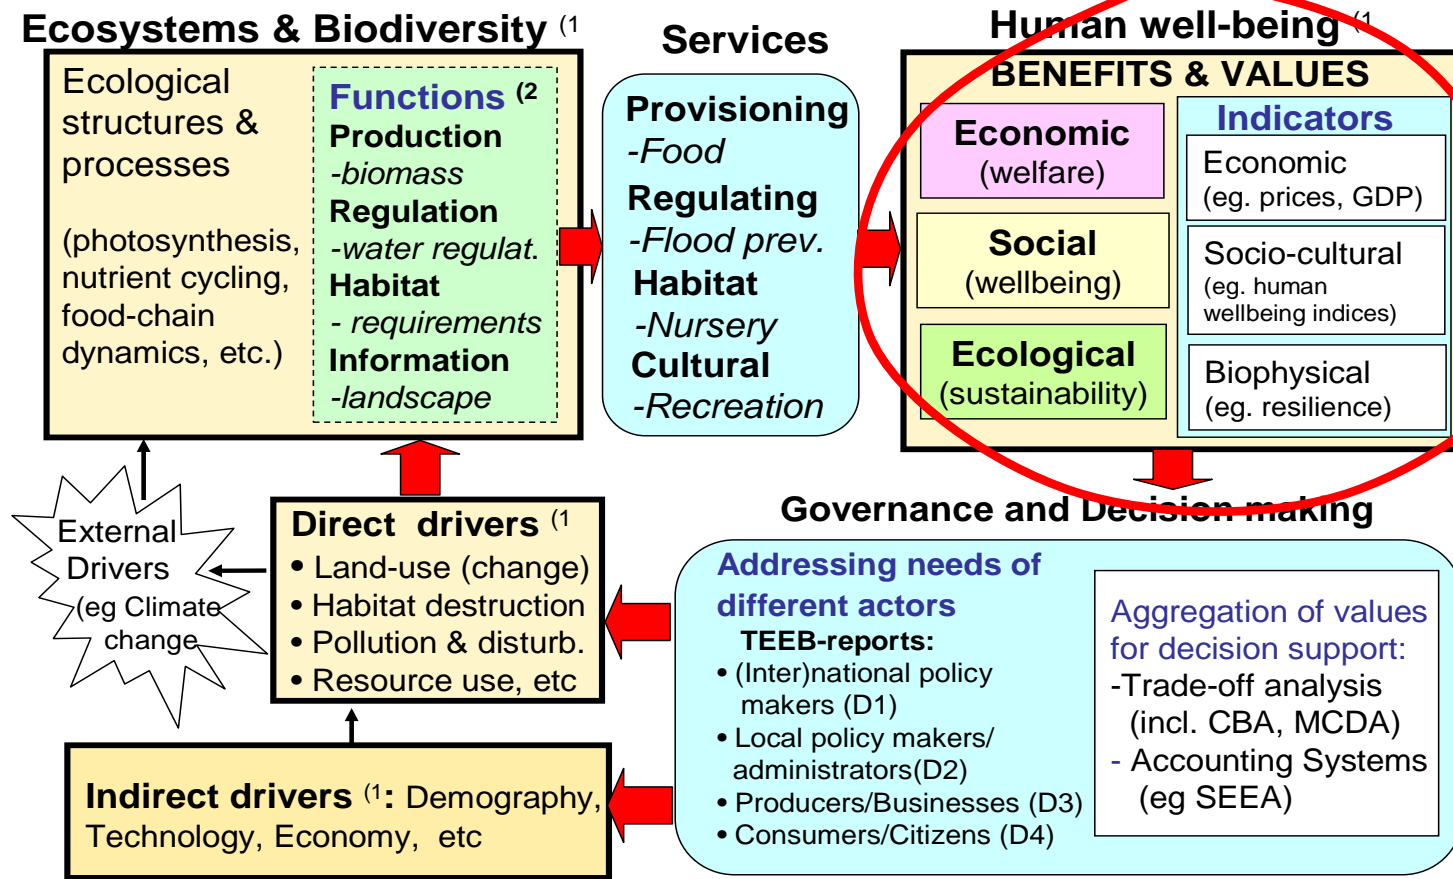 Ecosystems & Biodiversity (1
Ecological
structures &
processes
(photosynthesis,
nutrient cycling,
food-chain
dynamics, etc.)
Functions (2
Production
-biomass
Regulation
-water regulat.
Habitat
- requirements
Information
-landscape
Services
Provisioning
-Food
Regulating
-Flood prev.
Habitat
-Nursery
Cultural
-Recreation
Human well-being (1
BENEFITS & VALUES
Economic
(welfare)
Social
(wellbeing)
Ecological
(sustainability)
Indicators
Economic
(eg. prices, GDP)
Socio-cultural
(eg. human
wellbeing indices)
Biophysical
(eg. resilience)
External
Drivers
(eg Climate
change
Direct drivers (1
• Land-use (change)
• Habitat destruction
• Pollution & disturb.
• Resource use, etc
Indirect drivers (1: Demography,
Technology, Economy, etc
Governance and Decision making
Addressing needs of
different actors
TEEB-reports:
• (Inter)national policy
makers (D1)
• Local policy makers/
administrators(D2)
• Producers/Businesses (D3)
• Consumers/Citizens (D4)
Aggregation of values
for decision support:
-Trade-off analysis
(incl. CBA, MCDA)
- Accounting Systems
(eg SEEA)